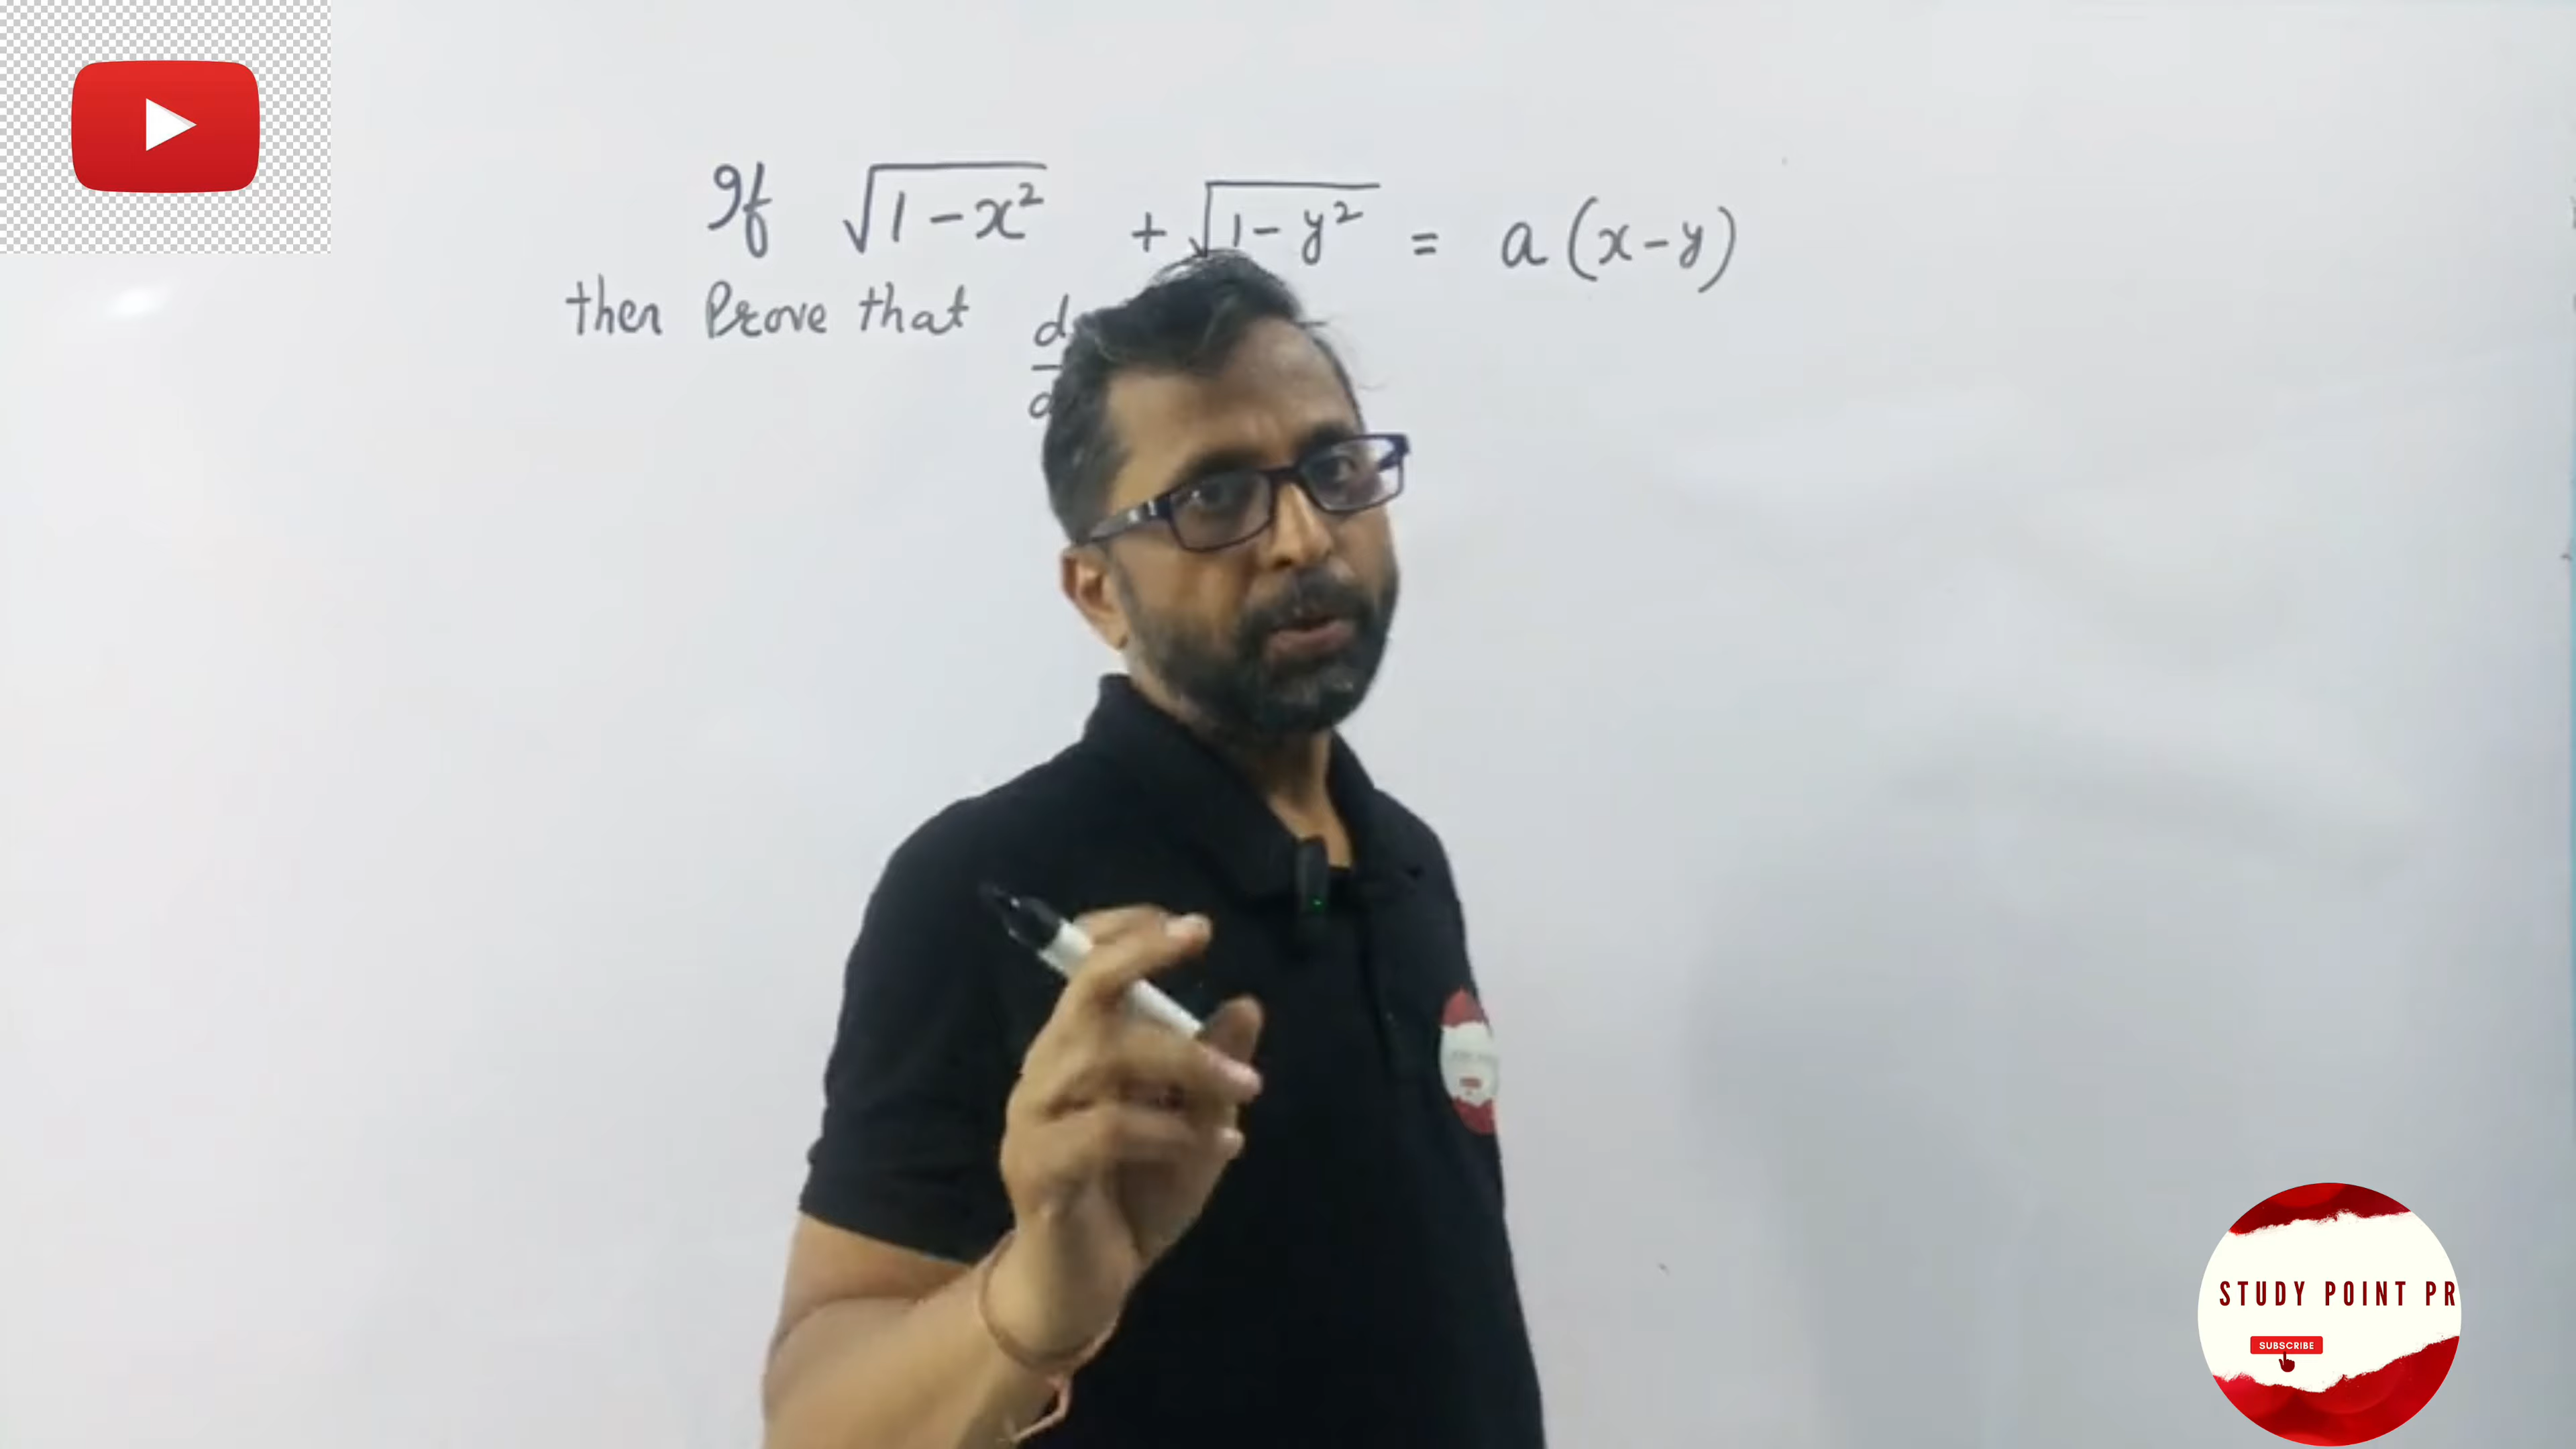 If √1-x² + √1-y² = a(x-y)
then Prove that d
d
STUDY POINT PR
SUBSCRIBE